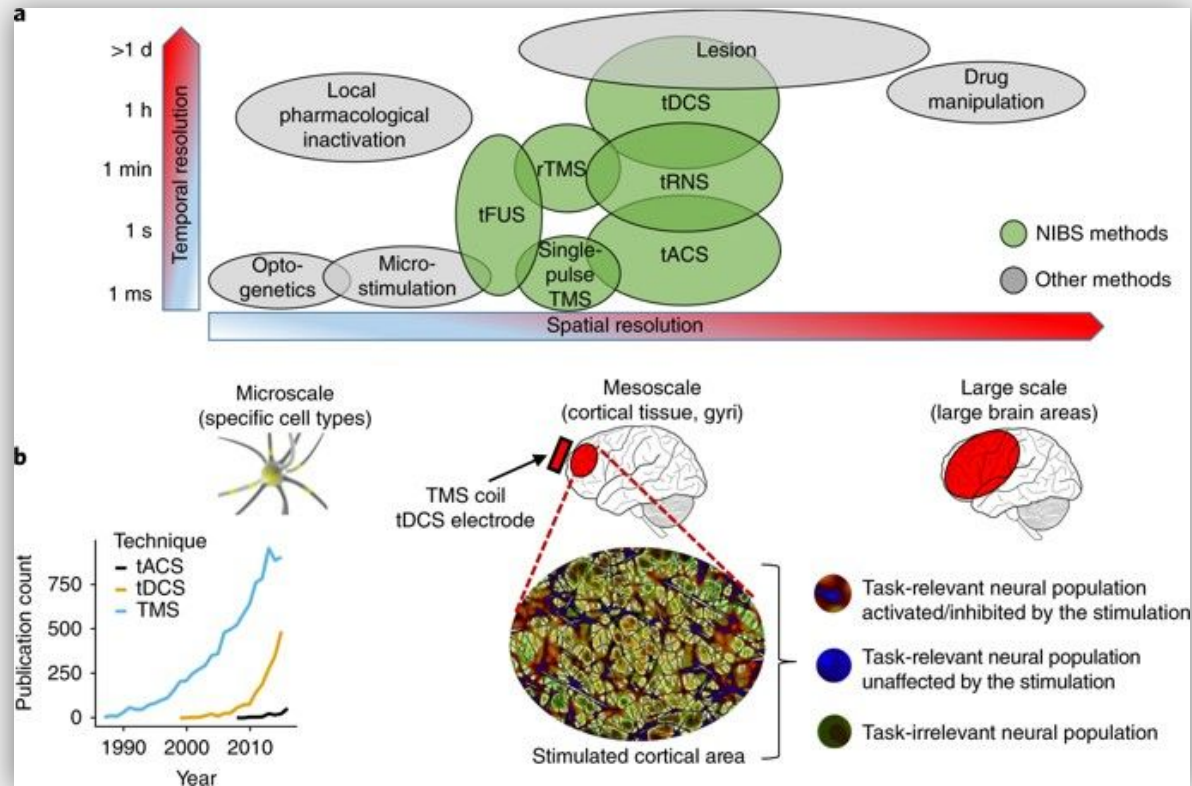 a
>1 d
1 h
1 min
1 s
1 ms
Temporal resolution
Lesion
Drug
manipulation
Local
pharmacological
inactivation
tDCS
rTMS
tRNS
tFUS
tACS
Single-
pulse
TMS
Opto-
genetics
Micro-
stimulation
NIBS methods
Other methods
Spatial resolution
Microscale
(specific cell types)
Mesoscale
(cortical tissue, gyri)
Large scale
(large brain areas)
TMS coil
tDCS electrode
b
Technique
tACS
tDCS
TMS
Publication count
750
500
250
0
1990
2000
2010
Year
Stimulated cortical area
Task-relevant neural population
activated/inhibited by the stimulation
Task-relevant neural population
unaffected by the stimulation
Task-irrelevant neural population